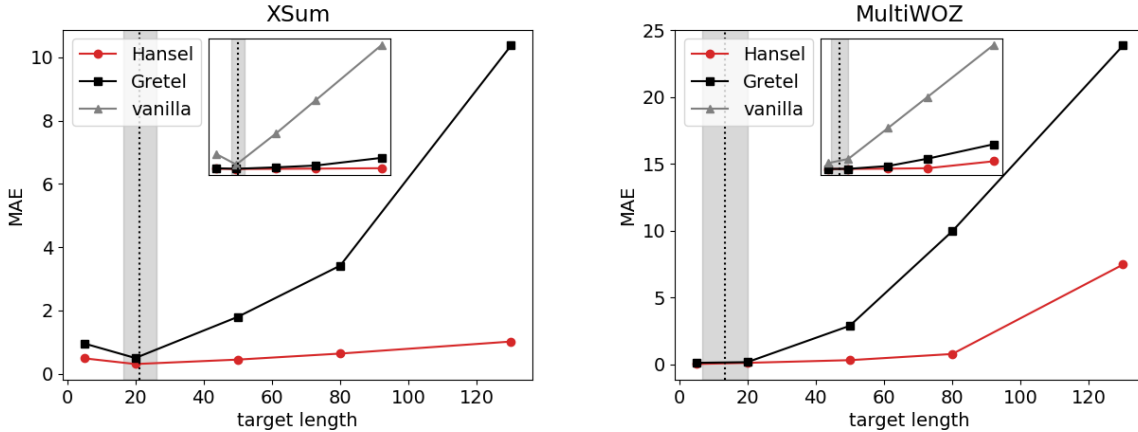 XSum
MAE
10
8
6
4
2
0
Hansel
Gretel
vanilla
0 20 40 60 80 100 120
target length
MultiWOZ
MAE
25
20
15
10
5
0
Hansel
Gretel
vanilla
0 20 40 60 80 100 120
target length